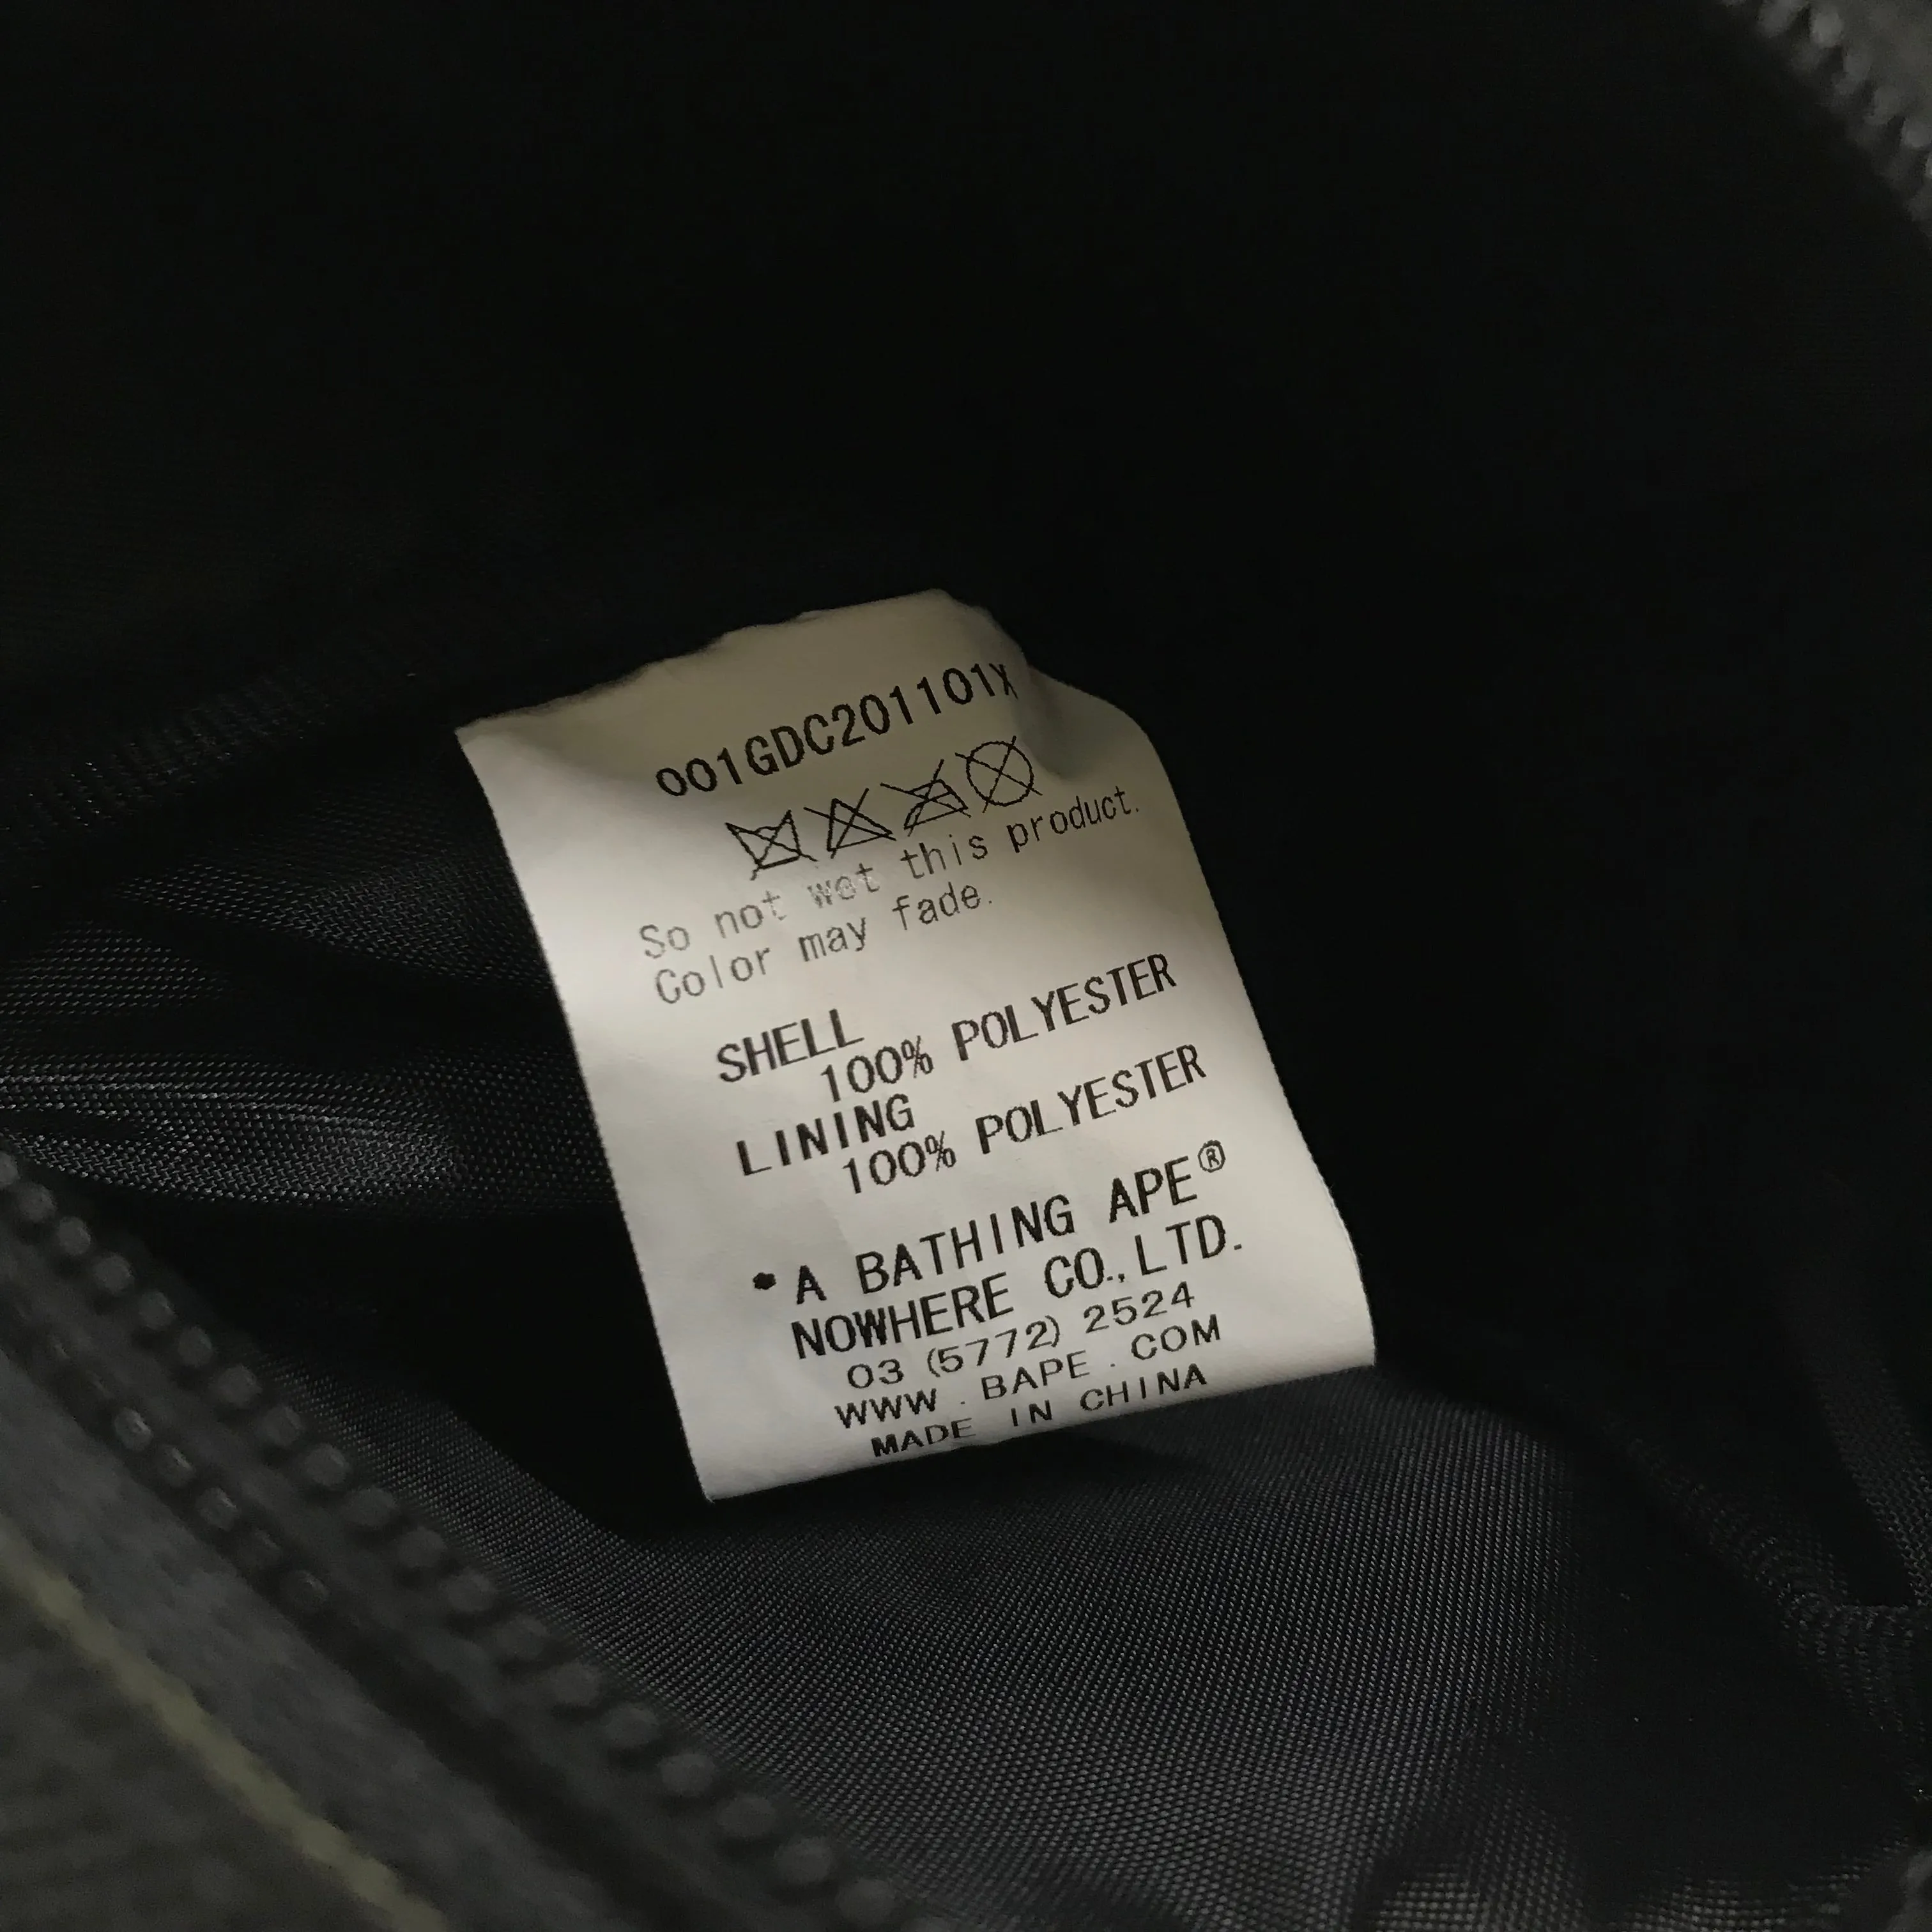 001GDC201101X
So not wet this product.
Color may fade.
SHELL
100% POLYESTER
LINING
100% POLYESTER
*A BATHING APE®
NOWHERE CO.,LTD.
03 (5772) 2524
WWW . BAPE . COM
MADE IN CHINA